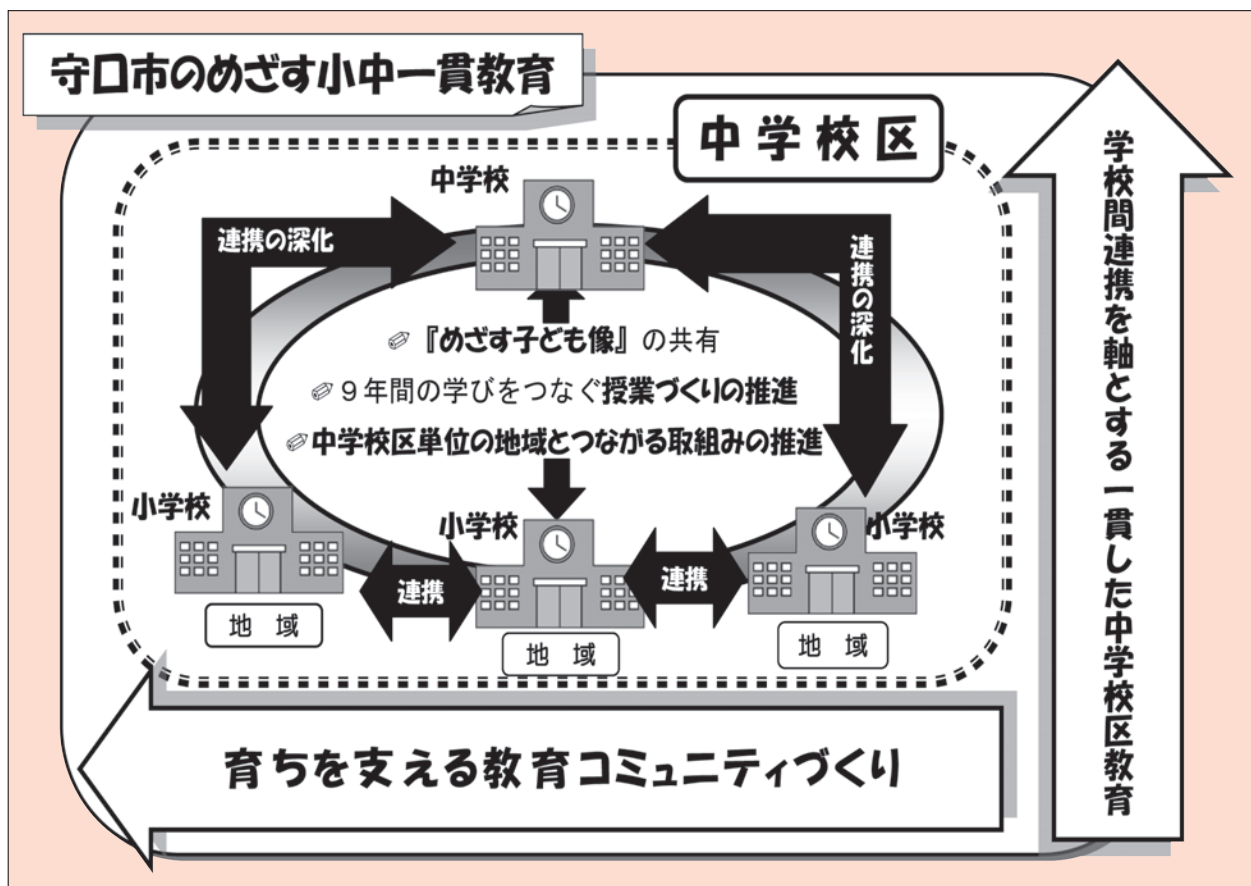 守口市のめざす小中一貫教育
中学校区
中学校
連携の深化
連携の深化
『めざす子ども像』の共有
９年間の学びをつなぐ授業づくりの推進
中学校区単位の地域とつながる取組みの推進
小学校
小学校
小学校
連携
連携
地　域
地　域
地　域
育ちを支える教育コミュニティづくり
学校間連携を軸とする一貫した中学校区教育